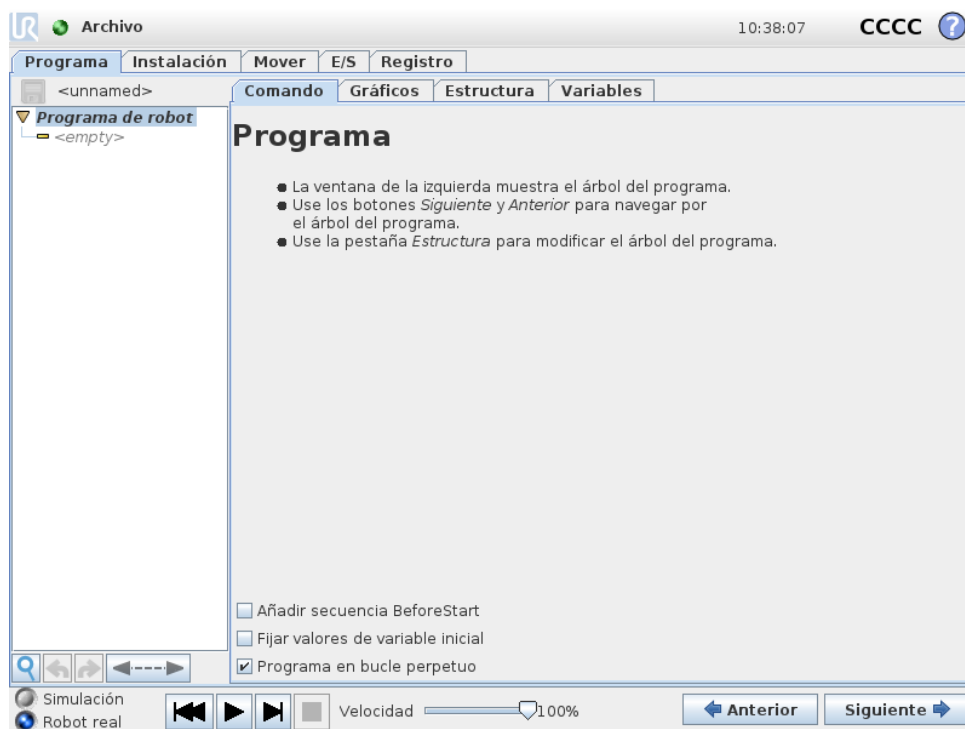 UR Archivo 10:38:07 CCCC ?
Programa Instalación Mover E/S Registro
<unnamed> Comando Gráficos Estructura Variables
Programa de robot
<empty>
Programa
La ventana de la izquierda muestra el árbol del programa.
Use los botones Siguiente y Anterior para navegar por
el árbol del programa.
Use la pestaña Estructura para modificar el árbol del programa.
Añadir secuencia BeforeStart
Fijar valores de variable inicial
Programa en bucle perpetuo
Simulación
Robot real
Velocidad 100%
Anterior Siguiente